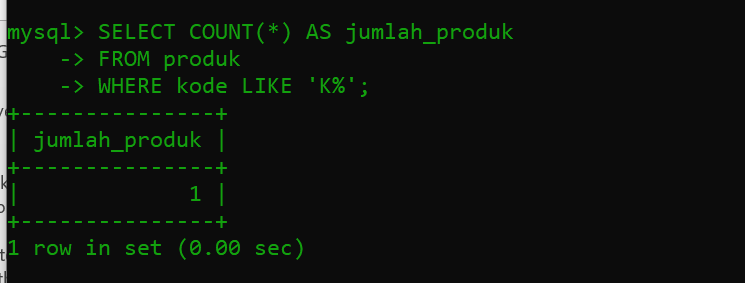 mysql> SELECT COUNT(*) AS jumlah_produk
    -> FROM produk
    -> WHERE kode LIKE 'K%';
+---------------+
| jumlah_produk |
+---------------+
|             1 |
+---------------+
1 row in set (0.00 sec)